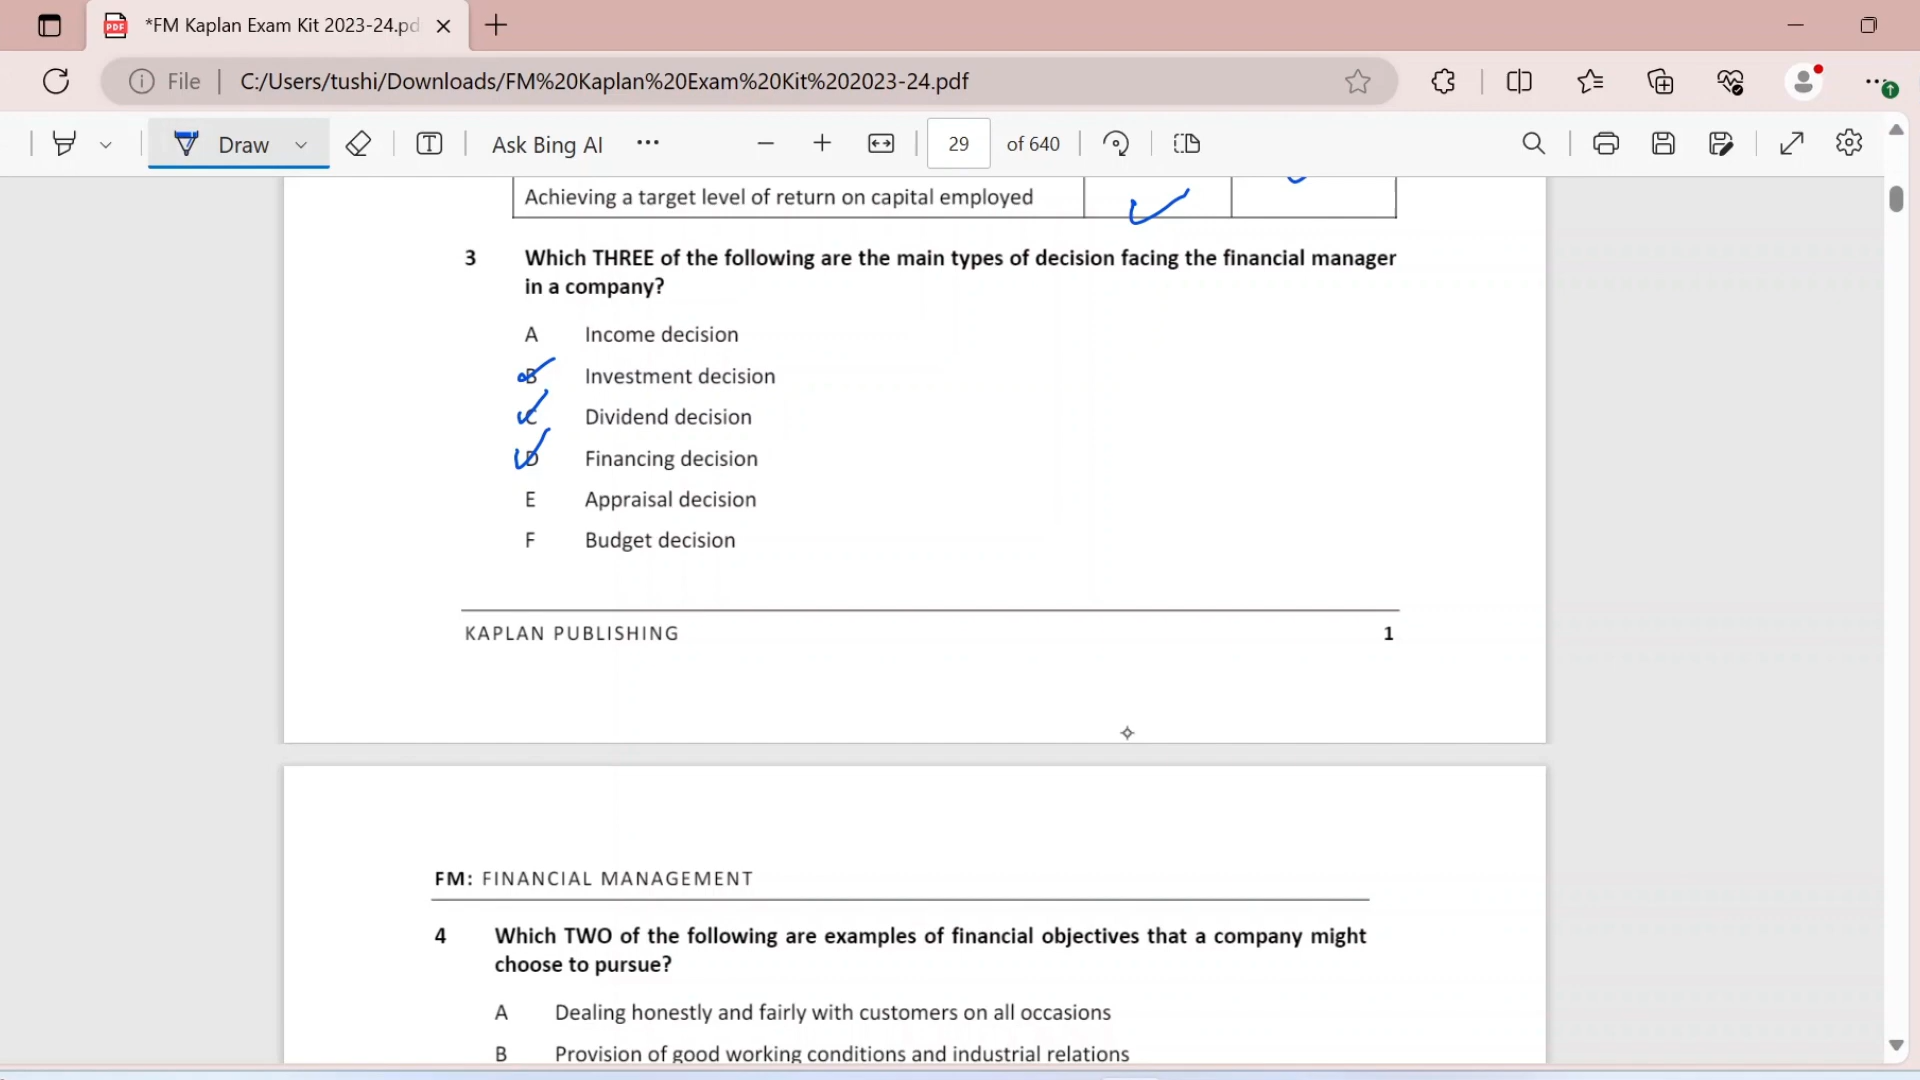 *FM Kaplan Exam Kit 2023-24.pd
File C:/Users/tushi/Downloads/FM%20Kaplan%20Exam%20Kit%202023-24.pdf
Draw Ask Bing AI 29 of 640
Achieving a target level of return on capital employed
3 Which THREE of the following are the main types of decision facing the financial manager
in a company?
A Income decision
B Investment decision
C Dividend decision
D Financing decision
E Appraisal decision
F Budget decision
KAPLAN PUBLISHING 1
FM: FINANCIAL MANAGEMENT
4 Which TWO of the following are examples of financial objectives that a company might
choose to pursue?
A Dealing honestly and fairly with customers on all occasions
B Provision of good working conditions and industrial relations